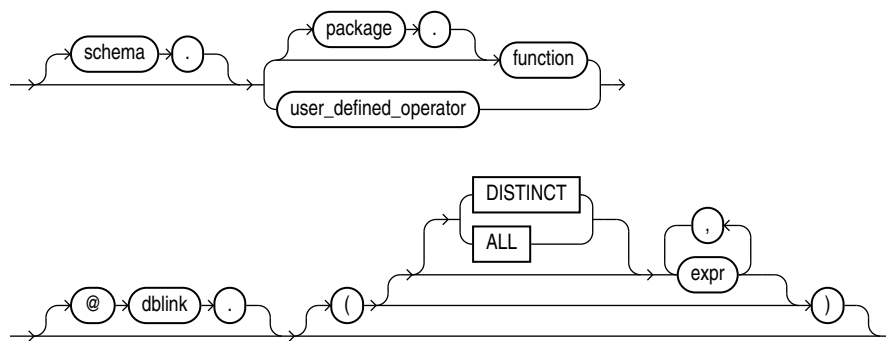 package .
schema . function
user_defined_operator
DISTINCT
ALL ,
expr
@ dblink . ( )